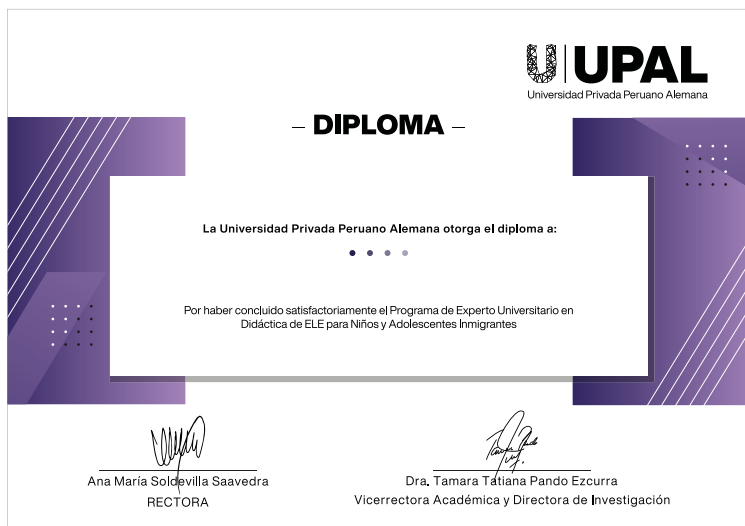 UPAL
Universidad Privada Peruano Alemana
– DIPLOMA –
La Universidad Privada Peruano Alemana otorga el diploma a:
Por haber concluido satisfactoriamente el Programa de Experto Universitario en
Didáctica de ELE para Niños y Adolescentes Inmigrantes
Ana María Soldevilla Saavedra
RECTORA
Dra. Tamara Tatiana Pando Ezcurra
Vicerrectora Académica y Directora de Investigación